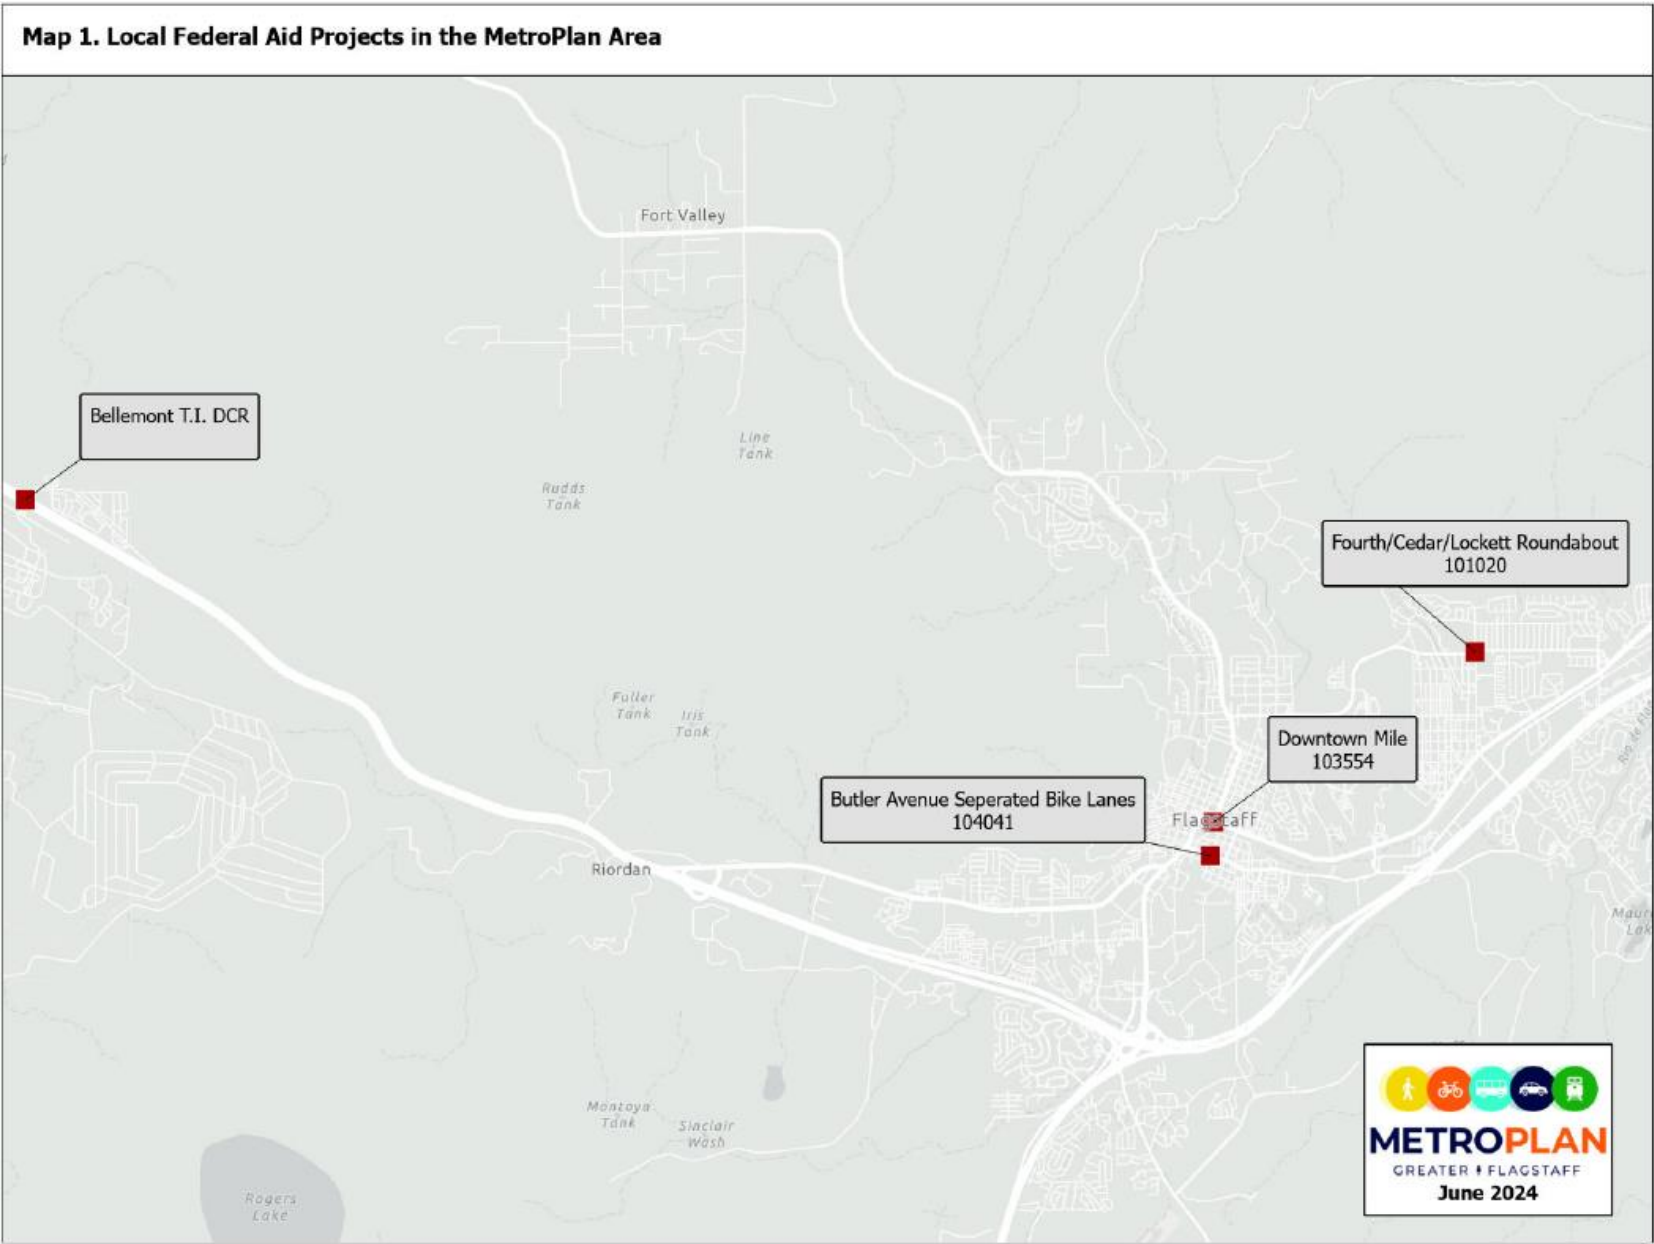 Map 1. Local Federal Aid Projects in the MetroPlan Area
Fort Valley
Bellemont T.I. DCR
Line
Tank
Rudds
Tank
Fourth/Cedar/Lockett Roundabout
101020
Fuller
Tank
Iris
Tank
Downtown Mile
103554
Butler Avenue Seperated Bike Lanes
104041
Flagstaff
Riordan
Montoya
Tank
Sinclair
Wash
Rogers
Lake
METROPLAN
GREATER FLAGSTAFF
June 2024